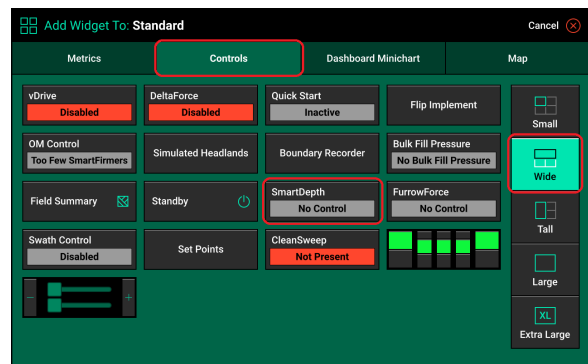 Add Widget To: Standard
Cancel
Metrics
Controls
Dashboard Minichart
Map
vDrive
Disabled
DeltaForce
Disabled
Quick Start
Inactive
Flip Implement
Small
OM Control
Too Few SmartFirmers
Simulated Headlands
Boundary Recorder
Bulk Fill Pressure
No Bulk Fill Pressure
Wide
Field Summary
Standby
SmartDepth
No Control
FurrowForce
No Control
Tall
Swath Control
Disabled
Set Points
CleanSweep
Not Present
Large
- +
XL
Extra Large